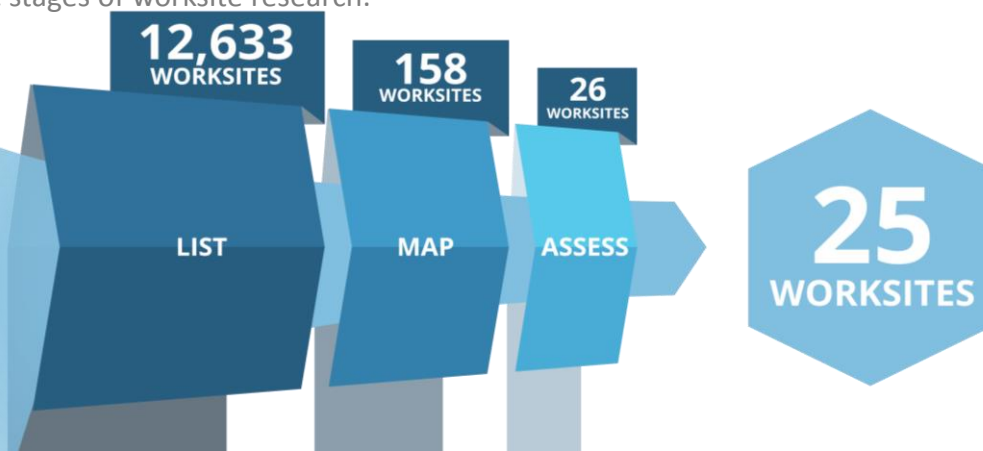 stages of worksite research.
12,633
WORKSITES
158
WORKSITES
26
WORKSITES
LIST
MAP
ASSESS
25
WORKSITES